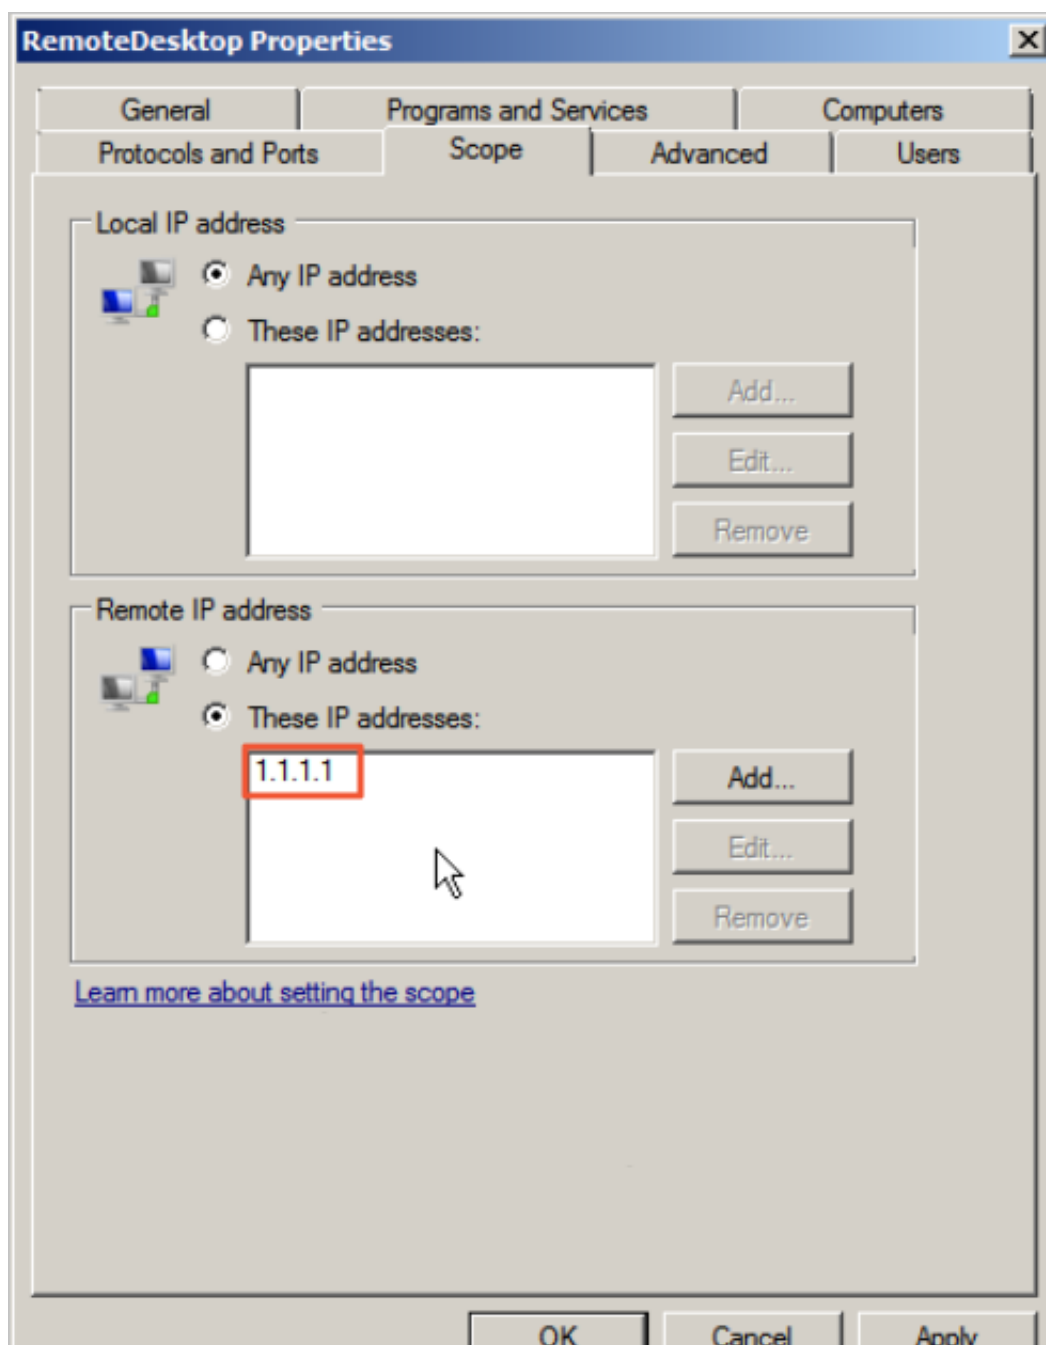 RemoteDesktop Properties
General Programs and Services Computers
Protocols and Ports Scope Advanced Users
Local IP address
Any IP address
These IP addresses:
Add...
Edit...
Remove
Remote IP address
Any IP address
These IP addresses:
1.1.1.1
Add...
Edit...
Remove
Learn more about setting the scope
OK Cancel Apply